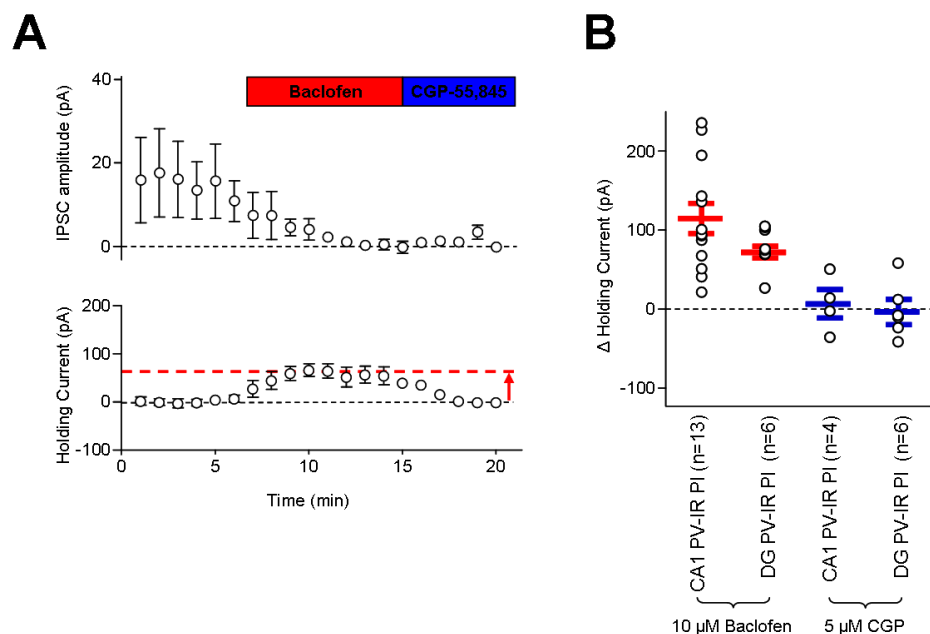 A
B
Baclofen
CGP-55,845
IPSC amplitude (pA)
40
20
0
Holding Current (pA)
200
100
0
-100
0
5
10
15
20
Time (min)
Δ Holding Current (pA)
200
100
0
-100
CA1 PV-IR PI (n=13)
DG PV-IR PI (n=6)
CA1 PV-IR PI (n=4)
DG PV-IR PI (n=6)
10 µM Baclofen
5 µM CGP